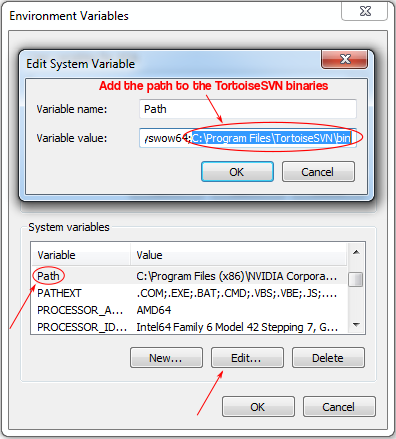 Environment Variables
Edit System Variable
Add the path to the TortoiseSVN binaries
Variable name: Path
Variable value: yswow64;C:\Program Files\TortoiseSVN\bin
OK Cancel
System variables
Variable Value
Path C:\Program Files (x86)\NVIDIA Corpora...
PATHEXT .COM;.EXE;.BAT;.CMD;.VBS;.VBE;.JS;....
PROCESSOR_A... AMD64
PROCESSOR_ID... Intel64 Family 6 Model 42 Stepping 7, G...
New... Edit... Delete
OK Cancel